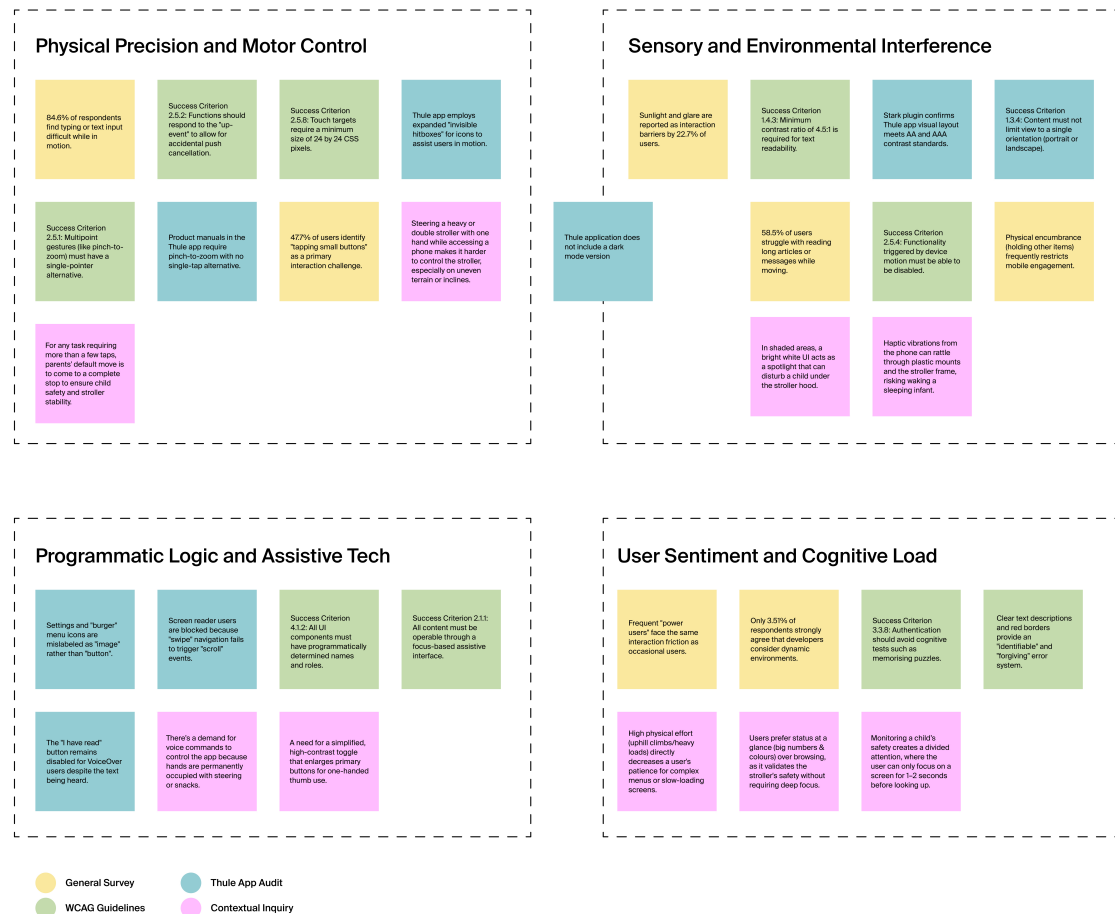 Physical Precision and Motor Control
84.6% of respondents
find typing or text input
difficult while in
motion.
Success Criterion
2.5.2: Functions should
respond to the "up-
event" to allow for
accidental push
cancellation.
Success Criterion
2.5.8: Touch targets
require a minimum
size of 24 by 24 CSS
pixels.
Thule app employs
expanded "invisible
hitboxes" for icons to
assist users in motion.
Success Criterion
2.5.1: Multipoint
gestures (like pinch-to-
zoom) must have a
single-pointer
alternative.
Product manuals in the
Thule app require
pinch-to-zoom with no
single-tap alternative.
47.7% of users identify
"tapping small buttons"
as a primary
interaction challenge.
Steering a heavy or
double stroller with one
hand while accessing a
phone makes it harder
to control the stroller,
especially on uneven
terrain or inclines.
For any task requiring
more than a few taps,
parents' default move is
to come to a complete
stop to ensure child
safety and stroller
stability.
Sensory and Environmental Interference
Sunlight and glare are
reported as interaction
barriers by 22.7% of
users.
Success Criterion
1.4.3: Minimum
contrast ratio of 4.5:1 is
required for text
readability.
Stark plugin confirms
Thule app visual layout
meets AA and AAA
contrast standards.
Success Criterion
1.3.4: Content must not
limit view to a single
orientation (portrait or
landscape).
Thule application does
not include a dark
mode version
58.5% of users
struggle with reading
long articles or
messages while
moving.
Success Criterion
2.5.4: Functionality
triggered by device
motion must be able to
be disabled.
Physical encumbrance
(holding other items)
frequently restricts
mobile engagement.
In shaded areas, a
bright white UI acts as
a spotlight that can
disturb a child under
the stroller hood.
Haptic vibrations from
the phone can rattle
through plastic mounts
and the stroller frame,
risking waking a
sleeping infant.
Programmatic Logic and Assistive Tech
Settings and "burger"
menu icons are
mislabeled as "image"
rather than "button".
Screen reader users
are blocked because
"swipe" navigation fails
to trigger "scroll"
events.
Success Criterion
4.1.2: All UI
components must
have programmatically
determined names
and roles.
Success Criterion 2.1.1:
All content must be
operable through a
focus-based assistive
interface.
The "I have read"
button remains
disabled for VoiceOver
users despite the text
being heard.
There's a demand for
voice commands to
control the app because
hands are permanently
occupied with steering
or snacks.
A need for a simplified,
high-contrast toggle
that enlarges primary
buttons for one-handed
thumb use.
User Sentiment and Cognitive Load
Frequent "power
users" face the same
interaction friction as
occasional users.
Only 3.51% of
respondents strongly
agree that developers
consider dynamic
environments.
Success Criterion
3.3.8: Authentication
should avoid cognitive
tests such as
memorising puzzles.
Clear text descriptions
and red borders
provide an
"identifiable" and
"forgiving" error
system.
High physical effort
(uphill climbs/heavy
loads) directly
decreases a user's
patience for complex
menus or slow-loading
screens.
Users prefer status at a
glance (big numbers &
colours) over browsing,
as it validates the
stroller's safety without
requiring deep focus.
Monitoring a child's
safety creates a divided
attention, where the
user can only focus on a
screen for 1–2 seconds
before looking up.
General Survey
Thule App Audit
WCAG Guidelines
Contextual Inquiry